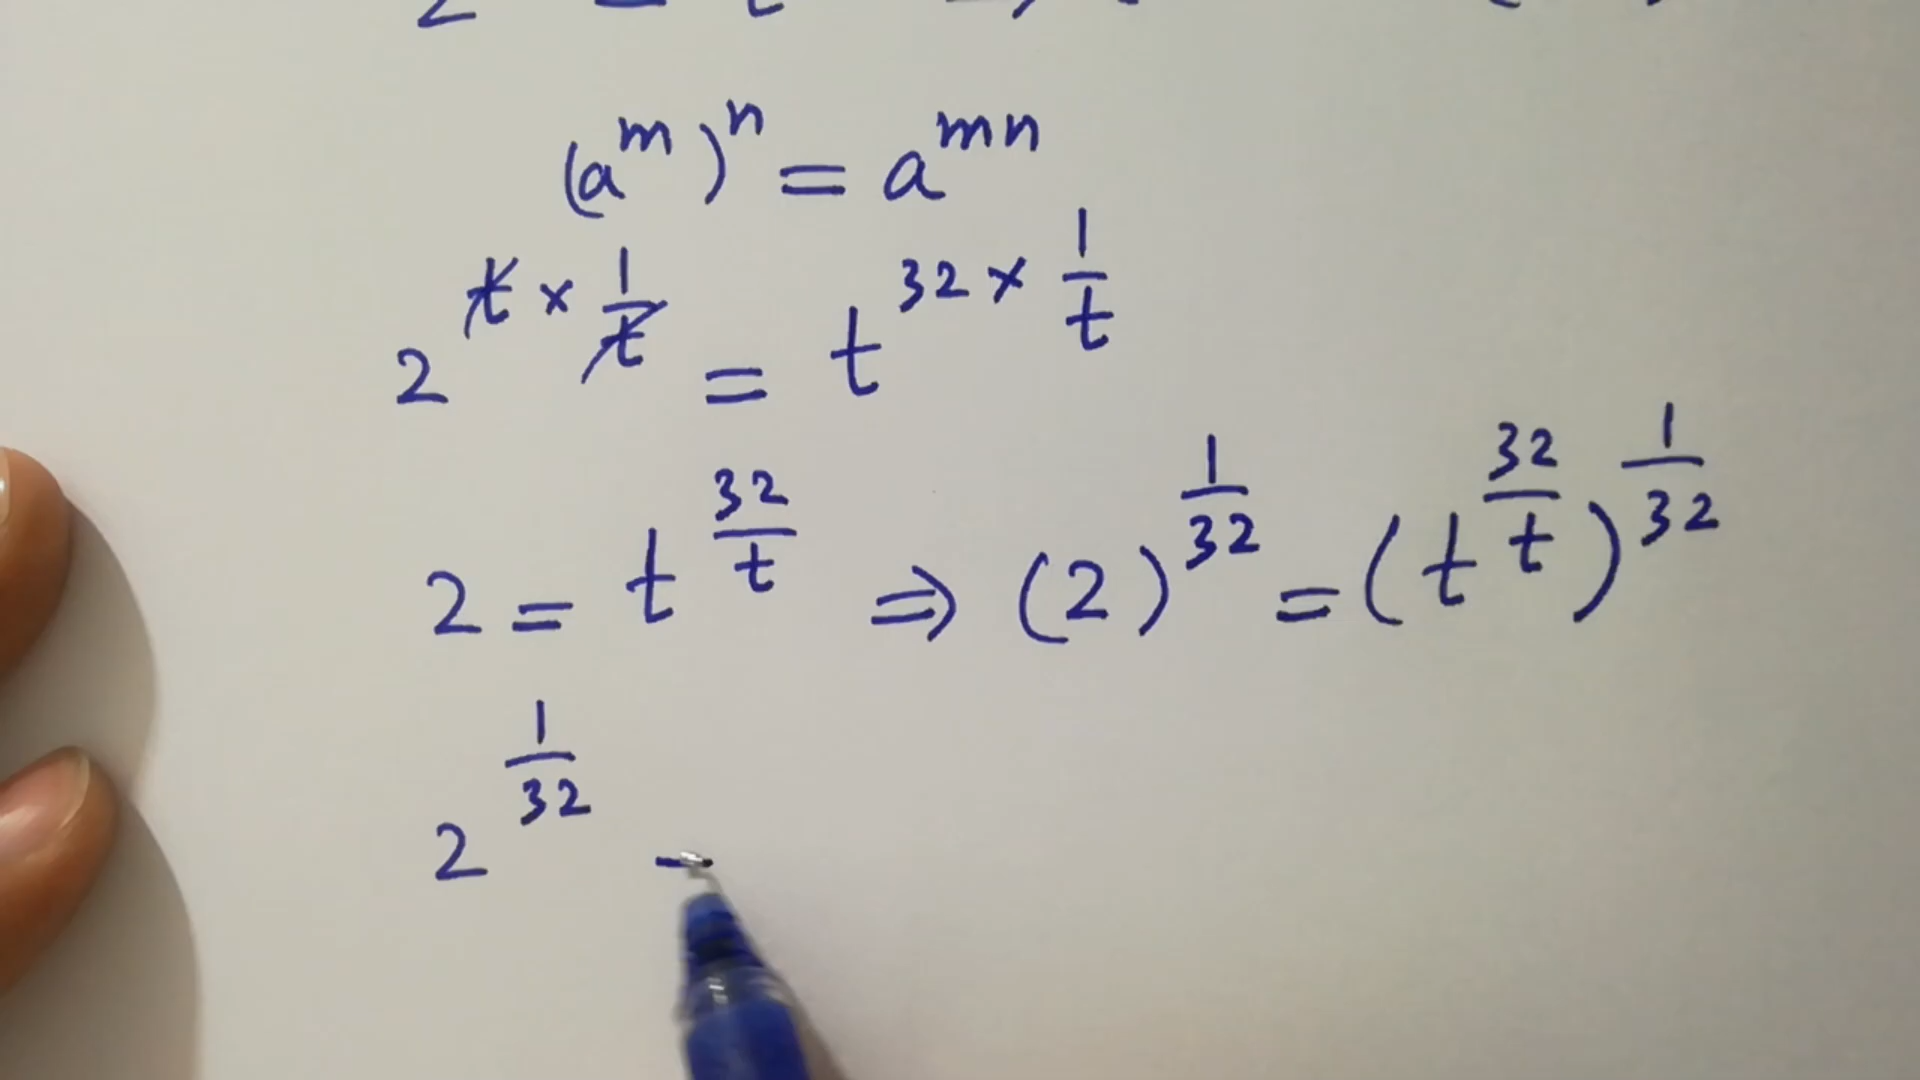 (a^m)^n = a^{mn}
2^{t × 1/t} = t^{32 × 1/t}
2 = t^{32/t} ⇒ (2)^{1/32} = (t^{32/t})^{1/32}
2^{1/32}